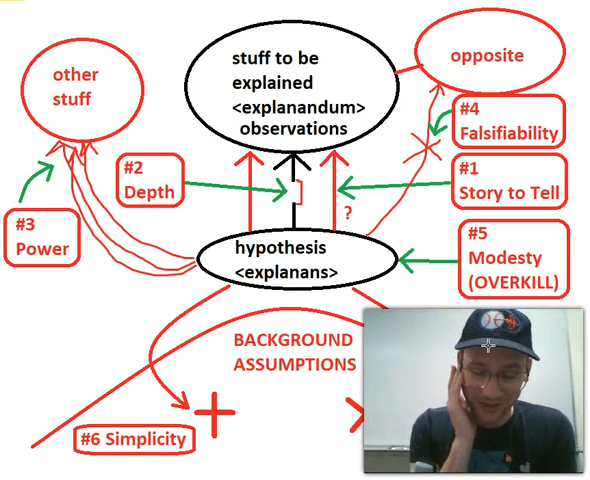 other
stuff
stuff to be
explained
<explanandum>
observations
opposite
#4
Falsifiability
#2
Depth
#1
Story to Tell
?
#3
Power
hypothesis
<explanans>
#5
Modesty
(OVERKILL)
BACKGROUND
ASSUMPTIONS
#6 Simplicity